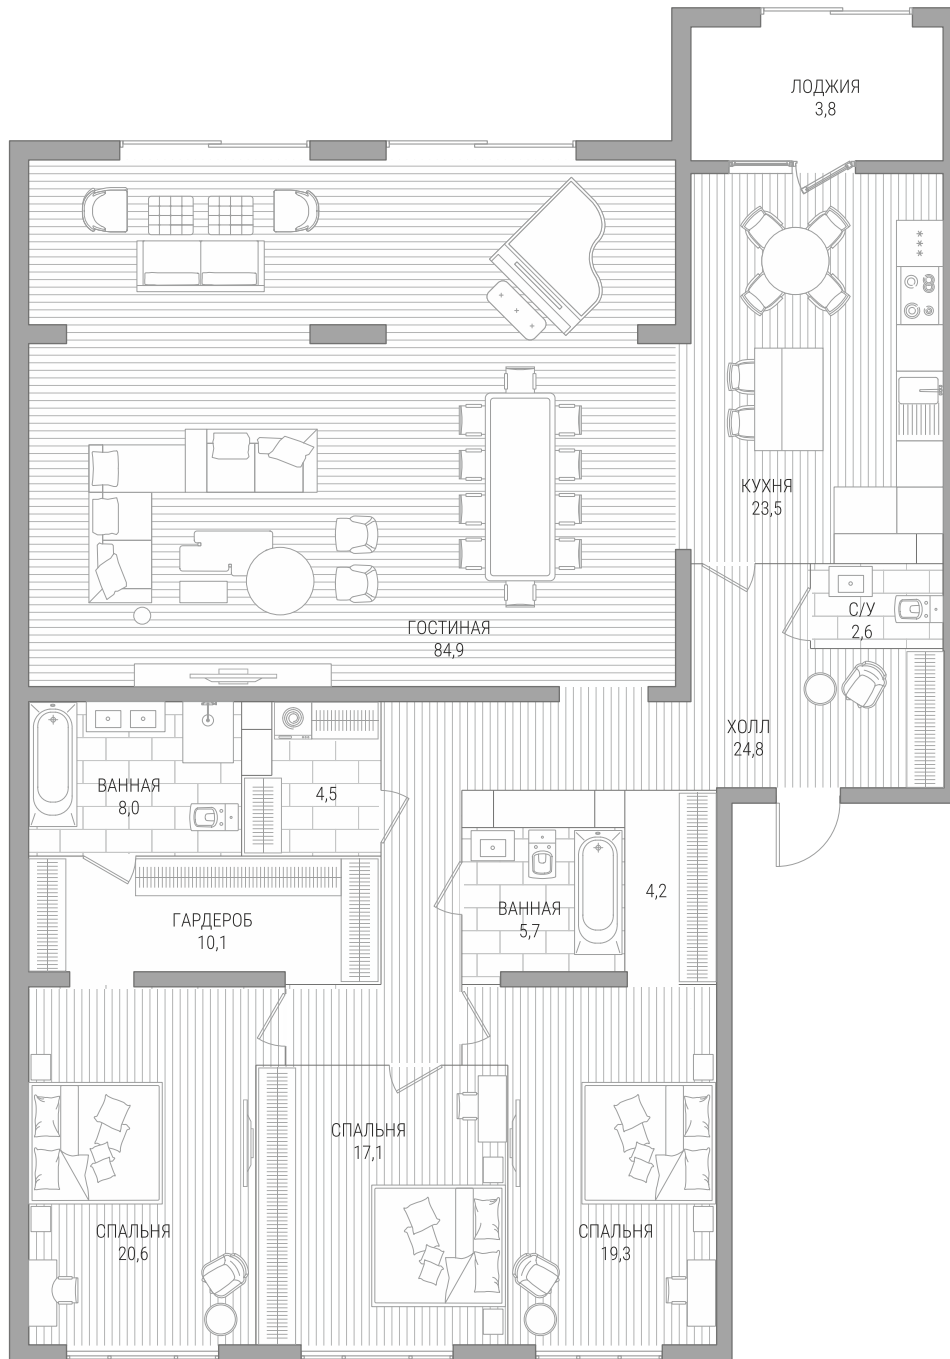 ЛОДЖИЯ
3,8
КУХНЯ
23,5
ГОСТИНАЯ
84,9
С/У
2,6
ХОЛЛ
24,8
ВАННАЯ
8,0
4,5
4,2
ВАННАЯ
5,7
ГАРДЕРОБ
10,1
СПАЛЬНЯ
17,1
СПАЛЬНЯ
20,6
СПАЛЬНЯ
19,3